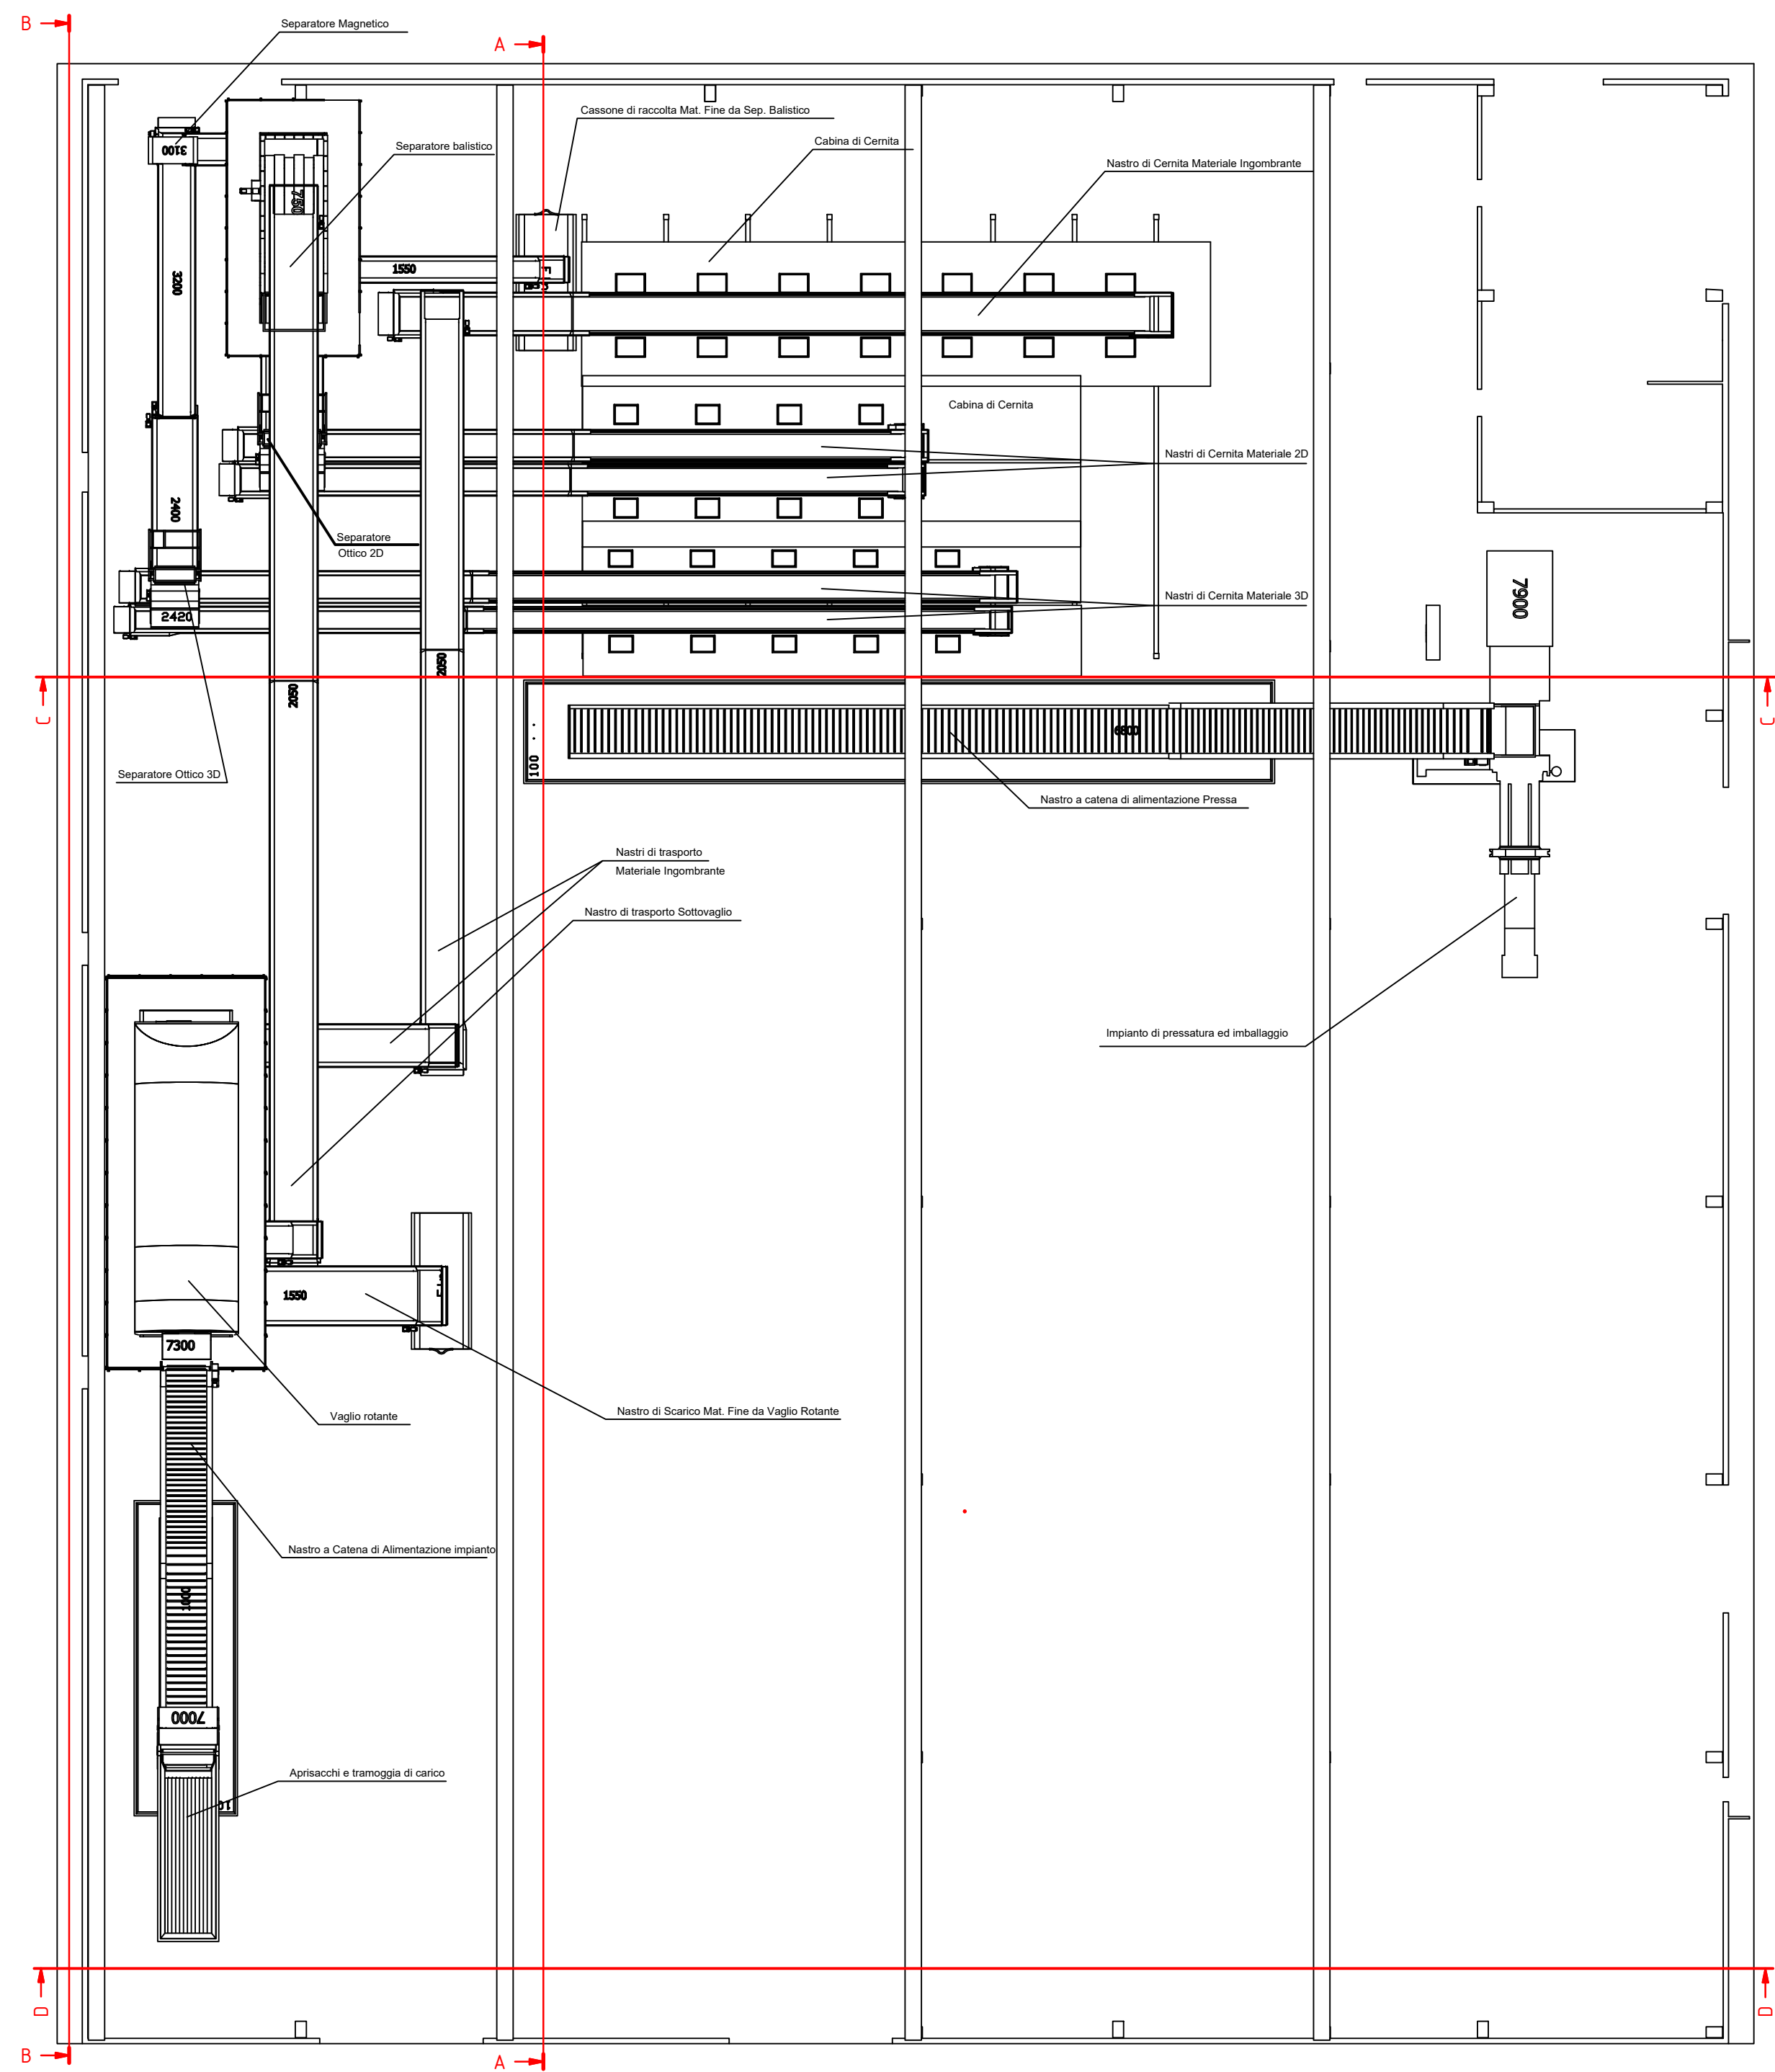 B
Separatore Magnetico
A
Cassone di raccolta Mat. Fine da Sep. Balistico
Cabina di Cernita
Separatore balistico
3100
Nastro di Cernita Materiale Ingombrante
750
1550
3200
Cabina di Cernita
Nastri di Cernita Materiale 2D
2400
Separatore
Ottico 2D
Nastri di Cernita Materiale 3D
7900
2420
2050
2050
C
C
6800
100
Separatore Ottico 3D
Nastro a catena di alimentazione Pressa
Nastri di trasporto
Materiale Ingombrante
Nastro di trasporto Sottovaglio
Impianto di pressatura ed imballaggio
1550
7300
Nastro di Scarico Mat. Fine da Vaglio Rotante
Vaglio rotante
Nastro a Catena di Alimentazione impianto
1000
7000
Aprisacchi e tramoggia di carico
D
D
B
A